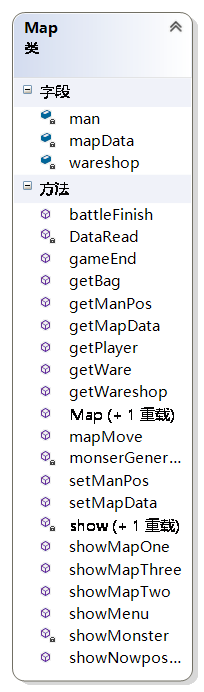 Map
类
字段
man
mapData
wareshop
方法
battleFinish
DataRead
gameEnd
getBag
getManPos
getMapData
getPlayer
getWare
getWareshop
Map (+ 1 重载)
mapMove
monserGener...
setManPos
setMapData
show (+ 1 重载)
showMapOne
showMapThree
showMapTwo
showMenu
showMonster
showNowpos...